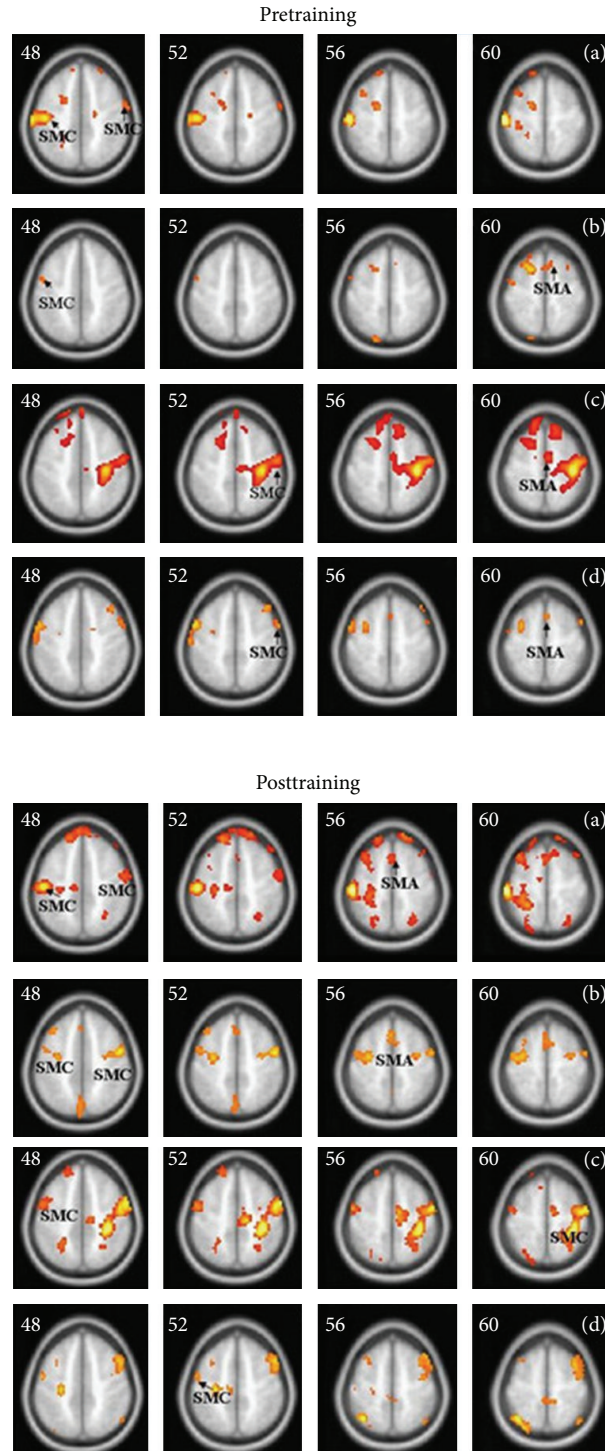 Pretraining
48 52 56 60 (a)
SMC SMC
48 52 56 60 (b)
SMC SMA
48 52 56 60 (c)
SMC SMA
48 52 56 60 (d)
SMC SMA
Posttraining
48 52 56 60 (a)
SMC SMC SMA
48 52 56 60 (b)
SMC SMC SMA
48 52 56 60 (c)
SMC SMC
48 52 56 60 (d)
SMC